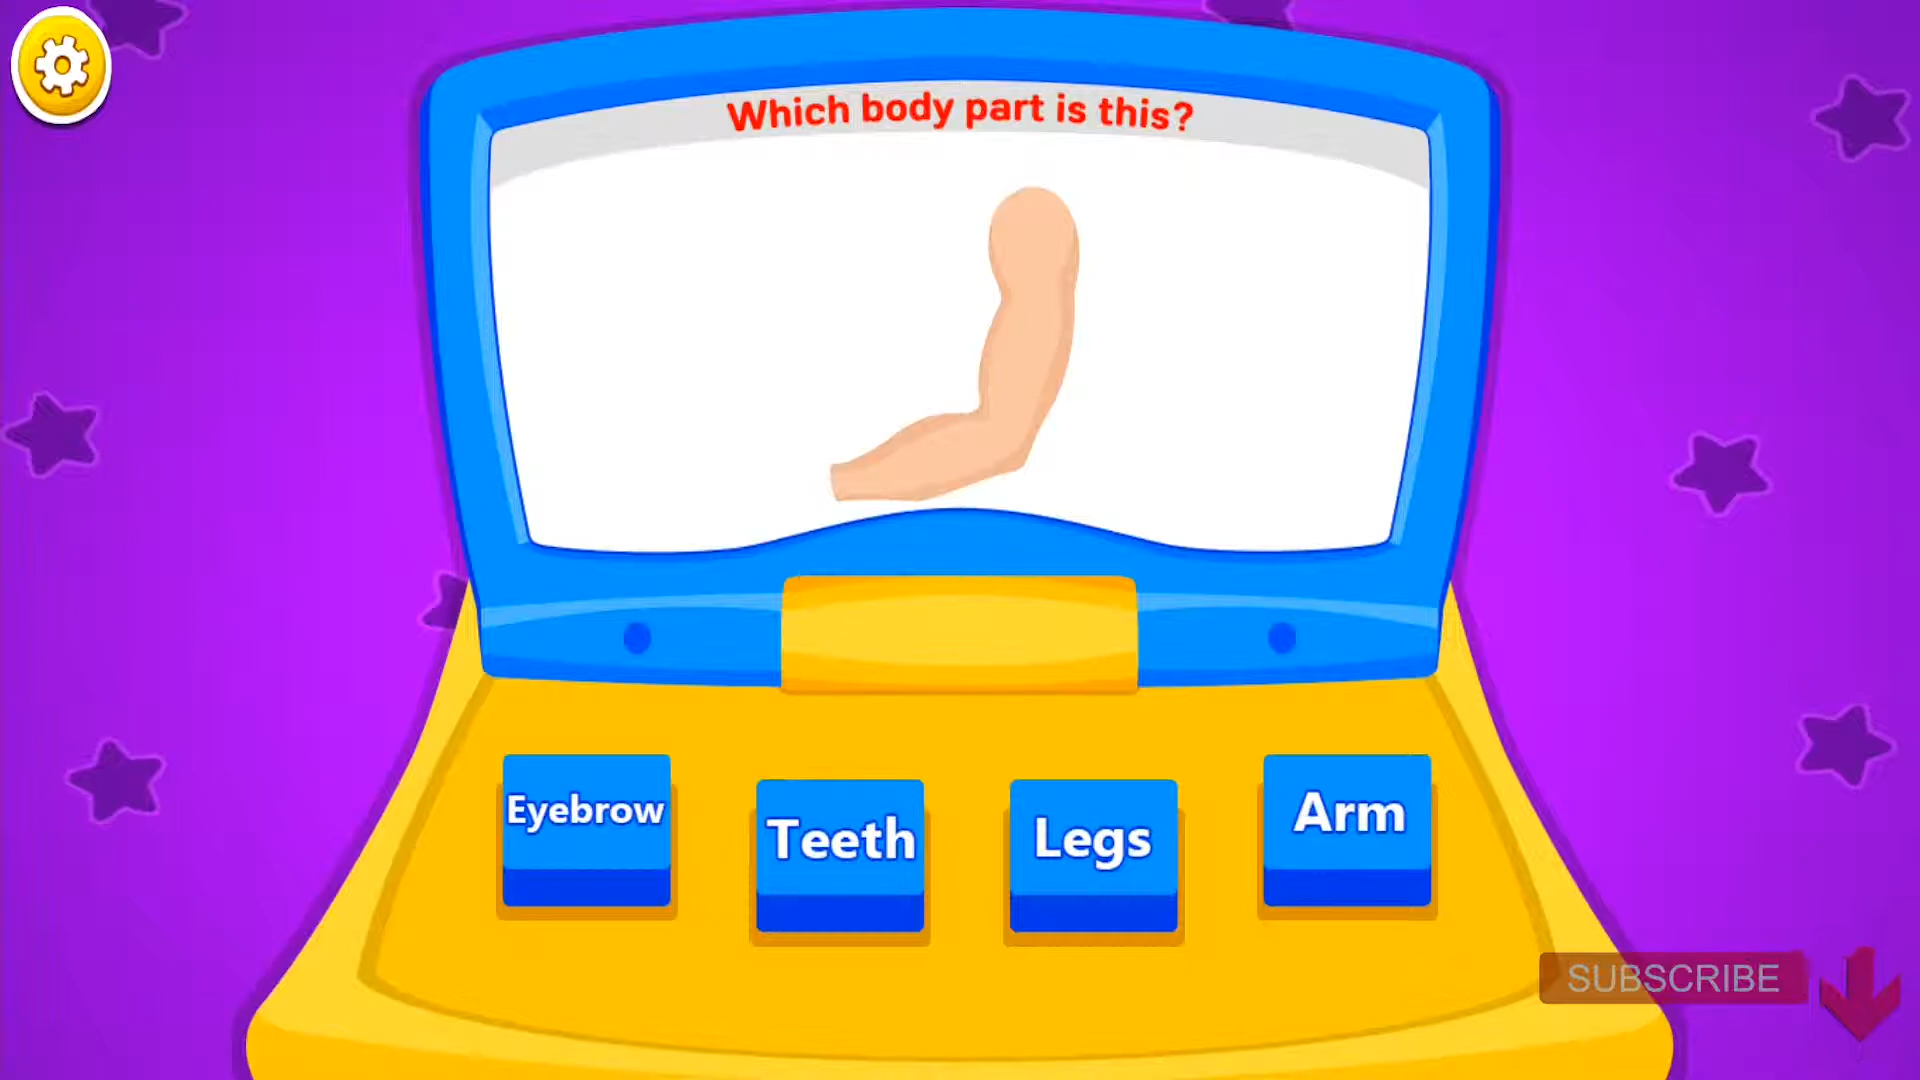 Which body part is this?
Eyebrow
Teeth
Legs
Arm
SUBSCRIBE